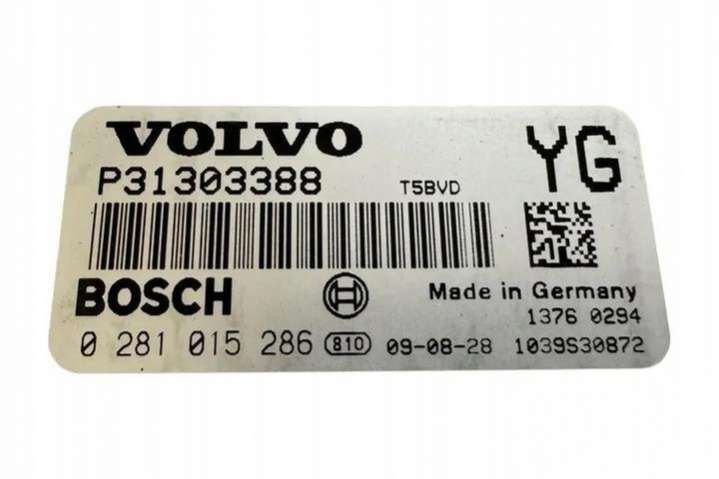 VOLVO
YG
P31303388 T5BVD
BOSCH Made in Germany
1376 0294
0 281 015 286 810 09-08-28 1039S30872